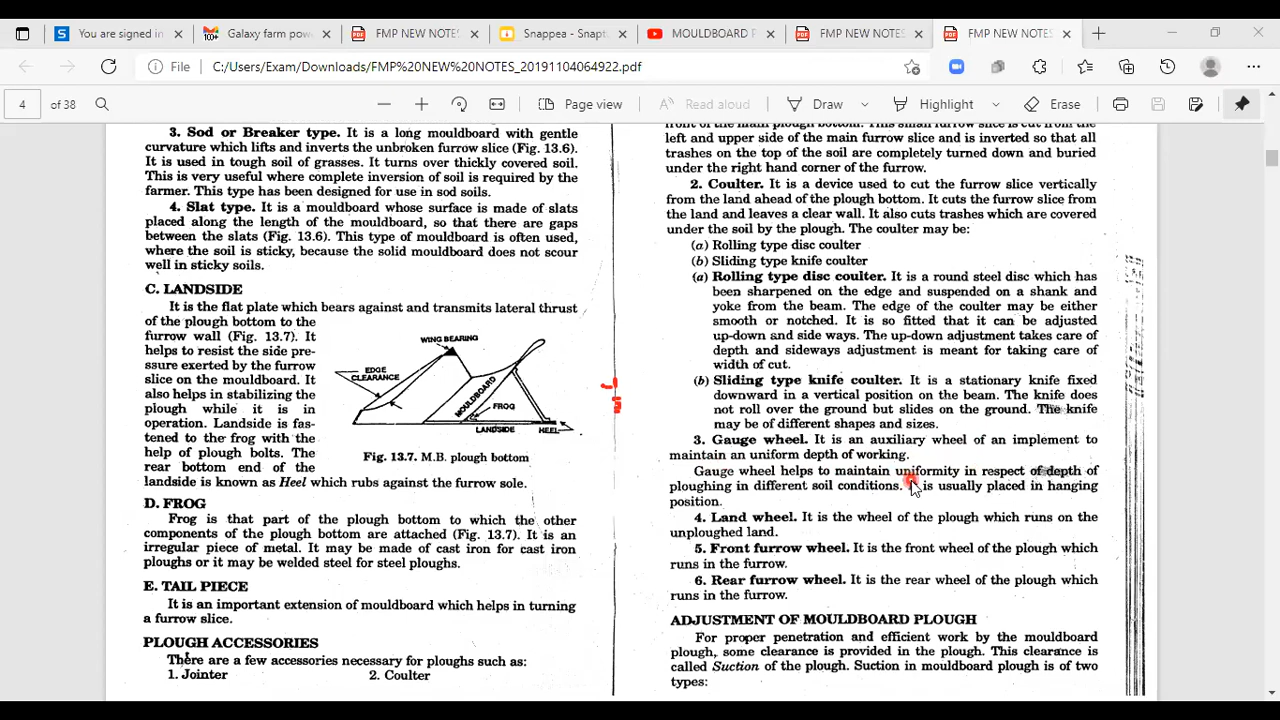 You are signed in
Galaxy farm pow
FMP NEW NOTES
Snappea - Snapt
MOULDBOARD P
FMP NEW NOTES
FMP NEW NOTES
File
C:/Users/Exam/Downloads/FMP%20NEW%20NOTES_20191104064922.pdf
4 of 38
Page view
Read aloud
Draw
Highlight
Erase
3. Sod or Breaker type. It is a long mouldboard with gentle
curvature which lifts and inverts the unbroken furrow slice (Fig. 13.6).
It is used in tough soil of grasses. It turns over thickly covered soil.
This is very useful where complete inversion of soil is required by the
farmer. This type has been designed for use in sod soils.
4. Slat type. It is a mouldboard whose surface is made of slats
placed along the length of the mouldboard, so that there are gaps
between the slats (Fig. 13.6). This type of mouldboard is often used,
where the soil is sticky, because the solid mouldboard does not scour
well in sticky soils.
C. LANDSIDE
It is the flat plate which bears against and transmits lateral thrust
of the plough bottom to the
furrow wall (Fig. 13.7). It
helps to resist the side pre-
ssure exerted by the furrow
slice on the mouldboard. It
also helps in stabilizing the
plough while it is in
operation. Landside is fas-
tened to the frog with the
help of plough bolts. The
rear bottom end of the
landside is known as Heel which rubs against the furrow sole.
WING BEARING
EDGE
CLEARANCE
MOULDBOARD
FROG
LANDSIDE
HEEL
Fig. 13.7. M.B. plough bottom
D. FROG
Frog is that part of the plough bottom to which the other
components of the plough bottom are attached (Fig. 13.7). It is an
irregular piece of metal. It may be made of cast iron for cast iron
ploughs or it may be welded steel for steel ploughs.
E. TAIL PIECE
It is an important extension of mouldboard which helps in turning
a furrow slice.
PLOUGH ACCESSORIES
There are a few accessories necessary for ploughs such as:
1. Jointer 2. Coulter
front of the main plough bottom. This small furrow slice is cut from the
left and upper side of the main furrow slice and is inverted so that all
trashes on the top of the soil are completely turned down and buried
under the right hand corner of the furrow.
2. Coulter. It is a device used to cut the furrow slice vertically
from the land ahead of the plough bottom. It cuts the furrow slice from
the land and leaves a clear wall. It also cuts trashes which are covered
under the soil by the plough. The coulter may be:
(a) Rolling type disc coulter
(b) Sliding type knife coulter
(a) Rolling type disc coulter. It is a round steel disc which has
been sharpened on the edge and suspended on a shank and
yoke from the beam. The edge of the coulter may be either
smooth or notched. It is so fitted that it can be adjusted
up-down and side ways. The up-down adjustment takes care of
depth and sideways adjustment is meant for taking care of
width of cut.
(b) Sliding type knife coulter. It is a stationary knife fixed
downward in a vertical position on the beam. The knife does
not roll over the ground but slides on the ground. The knife
may be of different shapes and sizes.
3. Gauge wheel. It is an auxiliary wheel of an implement to
maintain an uniform depth of working.
Gauge wheel helps to maintain uniformity in respect of depth of
ploughing in different soil conditions. is usually placed in hanging
position.
4. Land wheel. It is the wheel of the plough which runs on the
unploughed land.
5. Front furrow wheel. It is the front wheel of the plough which
runs in the furrow.
6. Rear furrow wheel. It is the rear wheel of the plough which
runs in the furrow.
ADJUSTMENT OF MOULDBOARD PLOUGH
For proper penetration and efficient work by the mouldboard
plough, some clearance is provided in the plough. This clearance is
called Suction of the plough. Suction in mouldboard plough is of two
types: